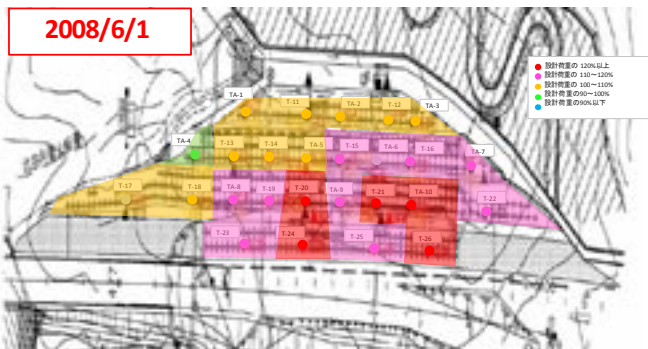 2008/6/1
設計荷重の 120%以上
設計荷重の 110～120%
設計荷重の 100～110%
設計荷重の90～100%
設計荷重の90%以下
TA-1
T-11
TA-2
T-12
TA-3
TA-4
T-13
T-14
TA-5
T-15
TA-6
T-16
TA-7
T-17
T-18
TA-8
T-19
T-20
TA-9
T-21
TA-10
T-22
T-23
T-24
T-25
T-26